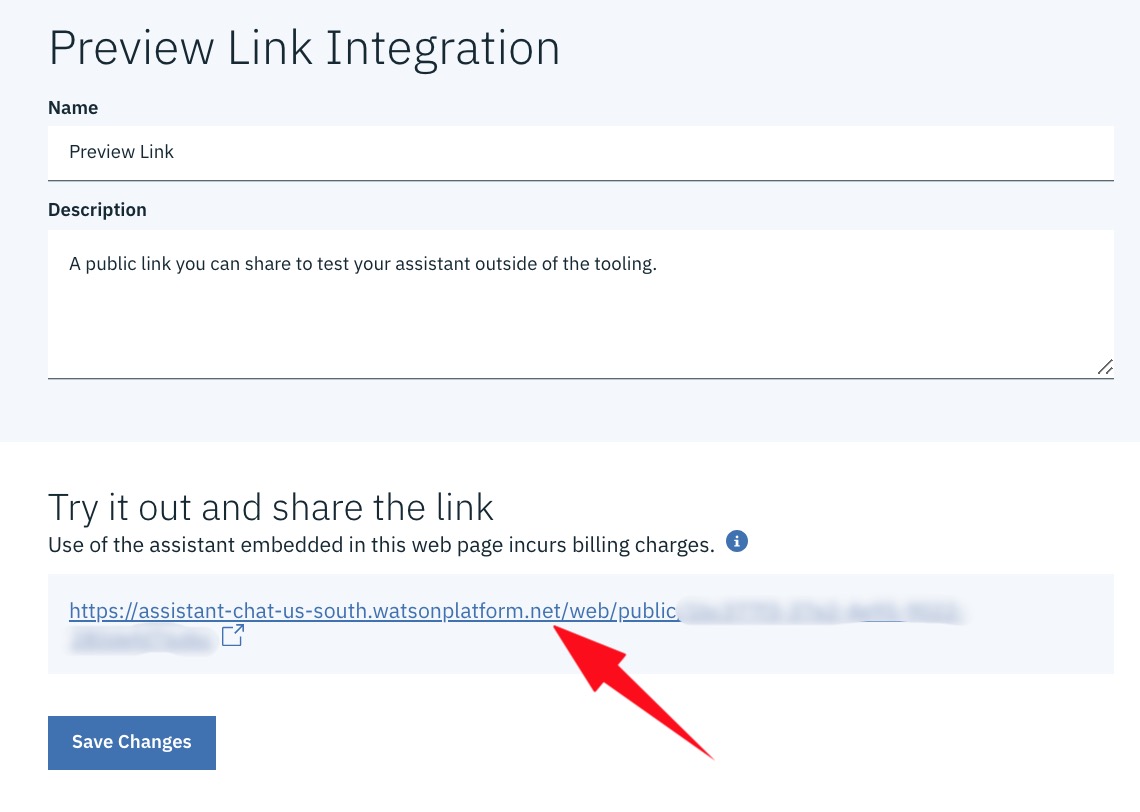 Preview Link Integration
Name
Preview Link
Description
A public link you can share to test your assistant outside of the tooling.
Try it out and share the link
Use of the assistant embedded in this web page incurs billing charges.
https://assistant-chat-us-south.watsonplatform.net/web/public
Save Changes